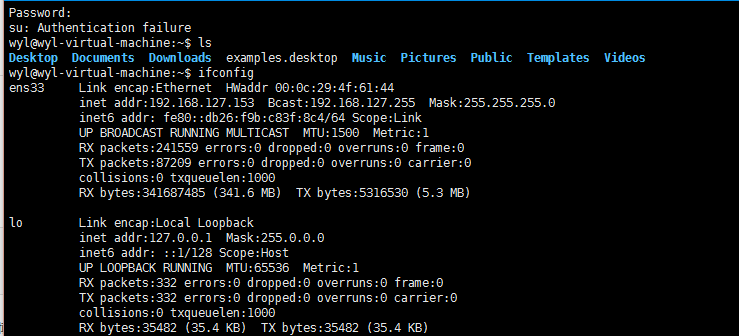 Password:
su: Authentication failure
wyl@wyl-virtual-machine:~$ ls
Desktop  Documents  Downloads  examples.desktop  Music  Pictures  Public  Templates  Videos
wyl@wyl-virtual-machine:~$ ifconfig
ens33     Link encap:Ethernet  HWaddr 00:0c:29:4f:61:44
          inet addr:192.168.127.153  Bcast:192.168.127.255  Mask:255.255.255.0
          inet6 addr: fe80::db26:f9b:c83f:8c4/64 Scope:Link
          UP BROADCAST RUNNING MULTICAST  MTU:1500  Metric:1
          RX packets:241559 errors:0 dropped:0 overruns:0 frame:0
          TX packets:87209 errors:0 dropped:0 overruns:0 carrier:0
          collisions:0 txqueuelen:1000
          RX bytes:341687485 (341.6 MB)  TX bytes:5316530 (5.3 MB)

lo        Link encap:Local Loopback
          inet addr:127.0.0.1  Mask:255.0.0.0
          inet6 addr: ::1/128 Scope:Host
          UP LOOPBACK RUNNING  MTU:65536  Metric:1
          RX packets:332 errors:0 dropped:0 overruns:0 frame:0
          TX packets:332 errors:0 dropped:0 overruns:0 carrier:0
          collisions:0 txqueuelen:1000
          RX bytes:35482 (35.4 KB)  TX bytes:35482 (35.4 KB)